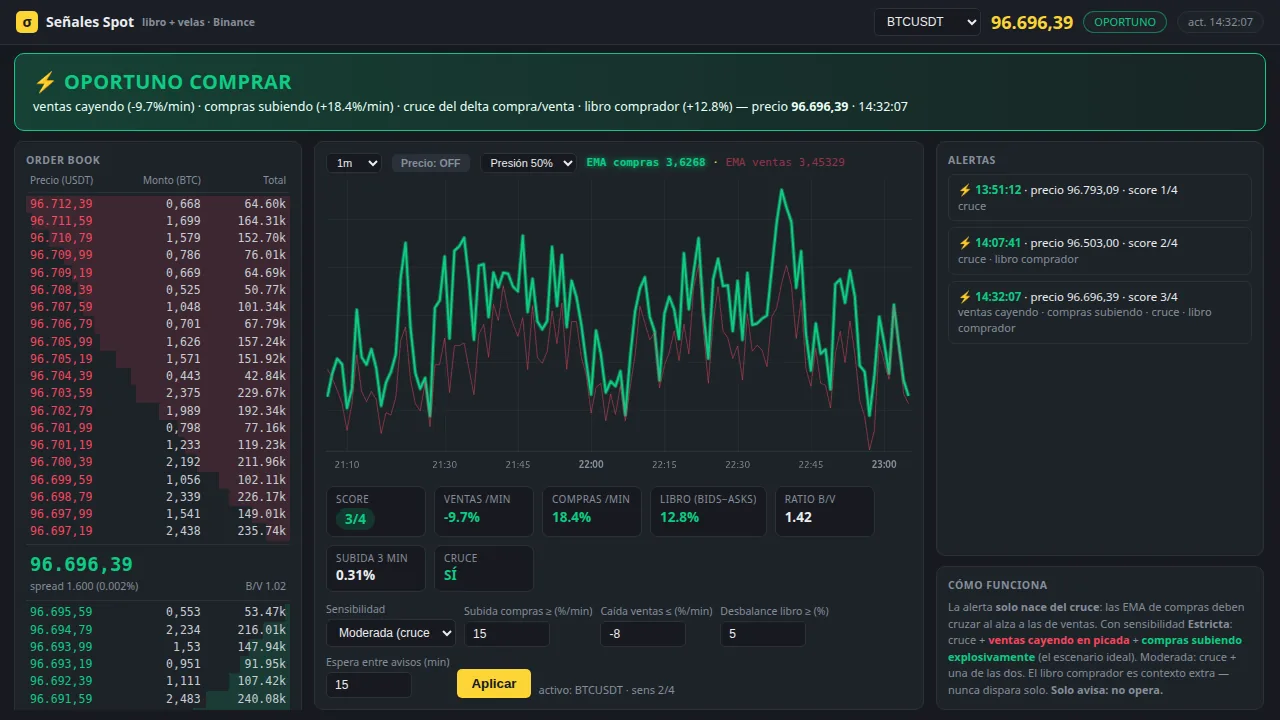 σ Señales Spot libro + velas · Binance BTCUSDT 96.696,39 OPORTUNO act. 14:32:07
⚡ OPORTUNO COMPRAR
ventas cayendo (-9.7%/min) · compras subiendo (+18.4%/min) · cruce del delta compra/venta · libro comprador (+12.8%) — precio 96.696,39 · 14:32:07
ORDER BOOK
Precio (USDT) Monto (BTC) Total
96.712,39 0,668 64.60k
96.711,59 1,699 164.31k
96.710,79 1,579 152.70k
96.709,99 0,786 76.01k
96.709,19 0,669 64.69k
96.708,39 0,525 50.77k
96.707,59 1,048 101.34k
96.706,79 0,701 67.79k
96.705,99 1,626 157.24k
96.705,19 1,571 151.92k
96.704,39 0,443 42.84k
96.703,59 2,375 229.67k
96.702,79 1,989 192.34k
96.701,99 0,798 77.16k
96.701,19 1,233 119.23k
96.700,39 2,192 211.96k
96.699,59 1,056 102.11k
96.698,79 2,339 226.17k
96.697,99 1,541 149.01k
96.697,19 2,438 235.74k
96.696,39
spread 1.600 (0.002%) B/V 1.02
96.695,59 0,553 53.47k
96.694,79 2,234 216.01k
96.693,99 1,53 147.94k
96.693,19 0,951 91.95k
96.692,39 1,111 107.42k
96.691,59 2,483 240.08k
1m Precio: OFF Presión 50% EMA compras 3,6268 · EMA ventas 3,45329
21:10 21:30 21:45 22:00 22:15 22:30 22:45 23:00
SCORE
3/4
VENTAS /MIN
-9.7%
COMPRAS /MIN
18.4%
LIBRO (BIDS−ASKS)
12.8%
RATIO B/V
1.42
SUBIDA 3 MIN
0.31%
CRUCE
SÍ
Sensibilidad
Moderada (cruce
Subida compras ≥ (%/min)
15
Caída ventas ≤ (%/min)
-8
Desbalance libro ≥ (%)
5
Espera entre avisos (min)
15
Aplicar
activo: BTCUSDT · sens 2/4
ALERTAS
⚡ 13:51:12 · precio 96.793,09 · score 1/4
cruce
⚡ 14:07:41 · precio 96.503,00 · score 2/4
cruce · libro comprador
⚡ 14:32:07 · precio 96.696,39 · score 3/4
ventas cayendo · compras subiendo · cruce · libro
comprador
CÓMO FUNCIONA
La alerta solo nace del cruce: las EMA de compras deben
cruzar al alza a las de ventas. Con sensibilidad Estricta:
cruce + ventas cayendo en picada + compras subiendo
explosivamente (el escenario ideal). Moderada: cruce +
una de las dos. El libro comprador es contexto extra —
nunca dispara solo. Solo avisa: no opera.